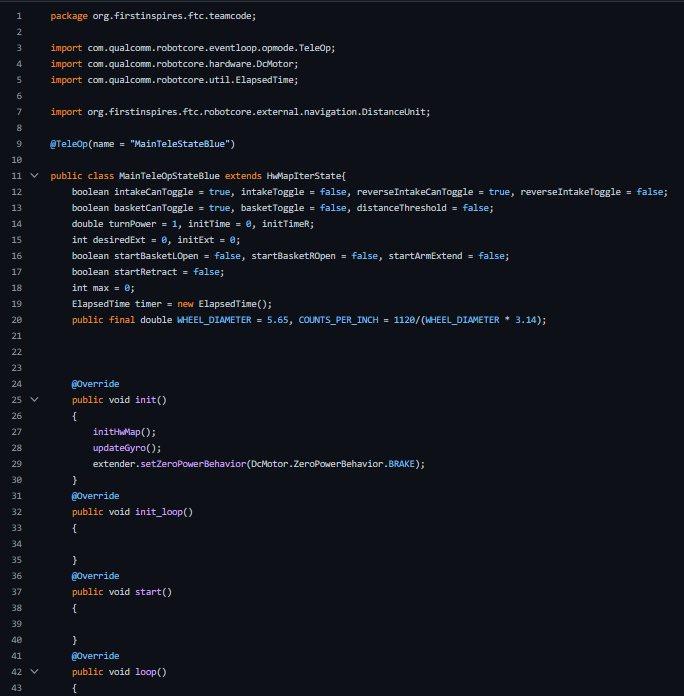 1 package org.firstinspires.ftc.teamcode;
2
3 import com.qualcomm.robotcore.eventloop.opmode.TeleOp;
4 import com.qualcomm.robotcore.hardware.DcMotor;
5 import com.qualcomm.robotcore.util.ElapsedTime;
6
7 import org.firstinspires.ftc.robotcore.external.navigation.DistanceUnit;
8
9 @TeleOp(name = "MainTeleStateBlue")
10
11 public class MainTeleOpStateBlue extends HwMapIterState{
12 boolean intakeCanToggle = true, intakeToggle = false, reverseIntakeCanToggle = true, reverseIntakeToggle = false;
13 boolean basketCanToggle = true, basketToggle = false, distanceThreshold = false;
14 double turnPower = 1, initTime = 0, initTimeR;
15 int desiredExt = 0, initExt = 0;
16 boolean startBasketLOpen = false, startBasketROpen = false, startArmExtend = false;
17 boolean startRetract = false;
18 int max = 0;
19 ElapsedTime timer = new ElapsedTime();
20 public final double WHEEL_DIAMETER = 5.65, COUNTS_PER_INCH = 1120/(WHEEL_DIAMETER * 3.14);
21
22
23
24 @Override
25 public void init()
26 {
27 initHwMap();
28 updateGyro();
29 extender.setZeroPowerBehavior(DcMotor.ZeroPowerBehavior.BRAKE);
30 }
31 @Override
32 public void init_loop()
33 {
34
35 }
36 @Override
37 public void start()
38 {
39
40 }
41 @Override
42 public void loop()
43 {